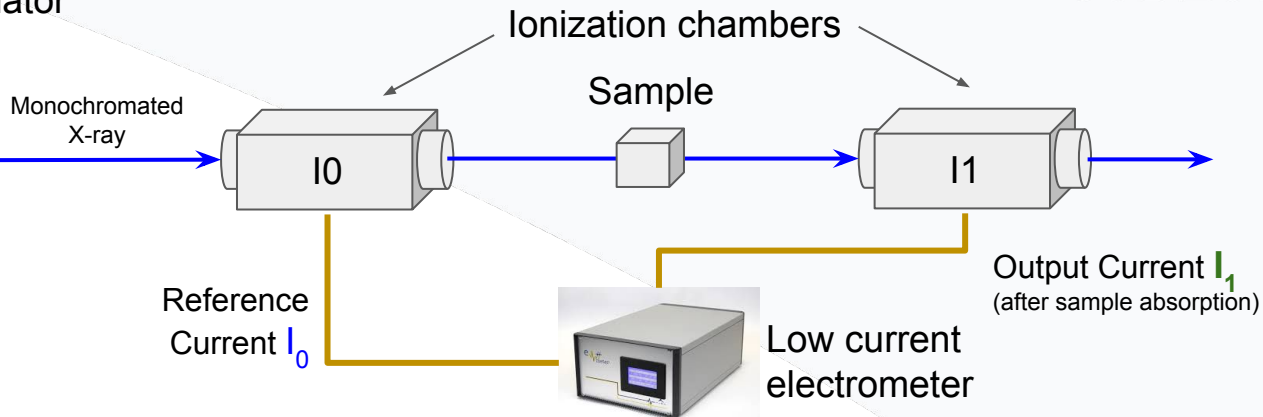 ator
Ionization chambers
Monochromated
X-ray
Sample
I0
I1
Reference
Current I₀
Output Current I₁
(after sample absorption)
Low current
electrometer